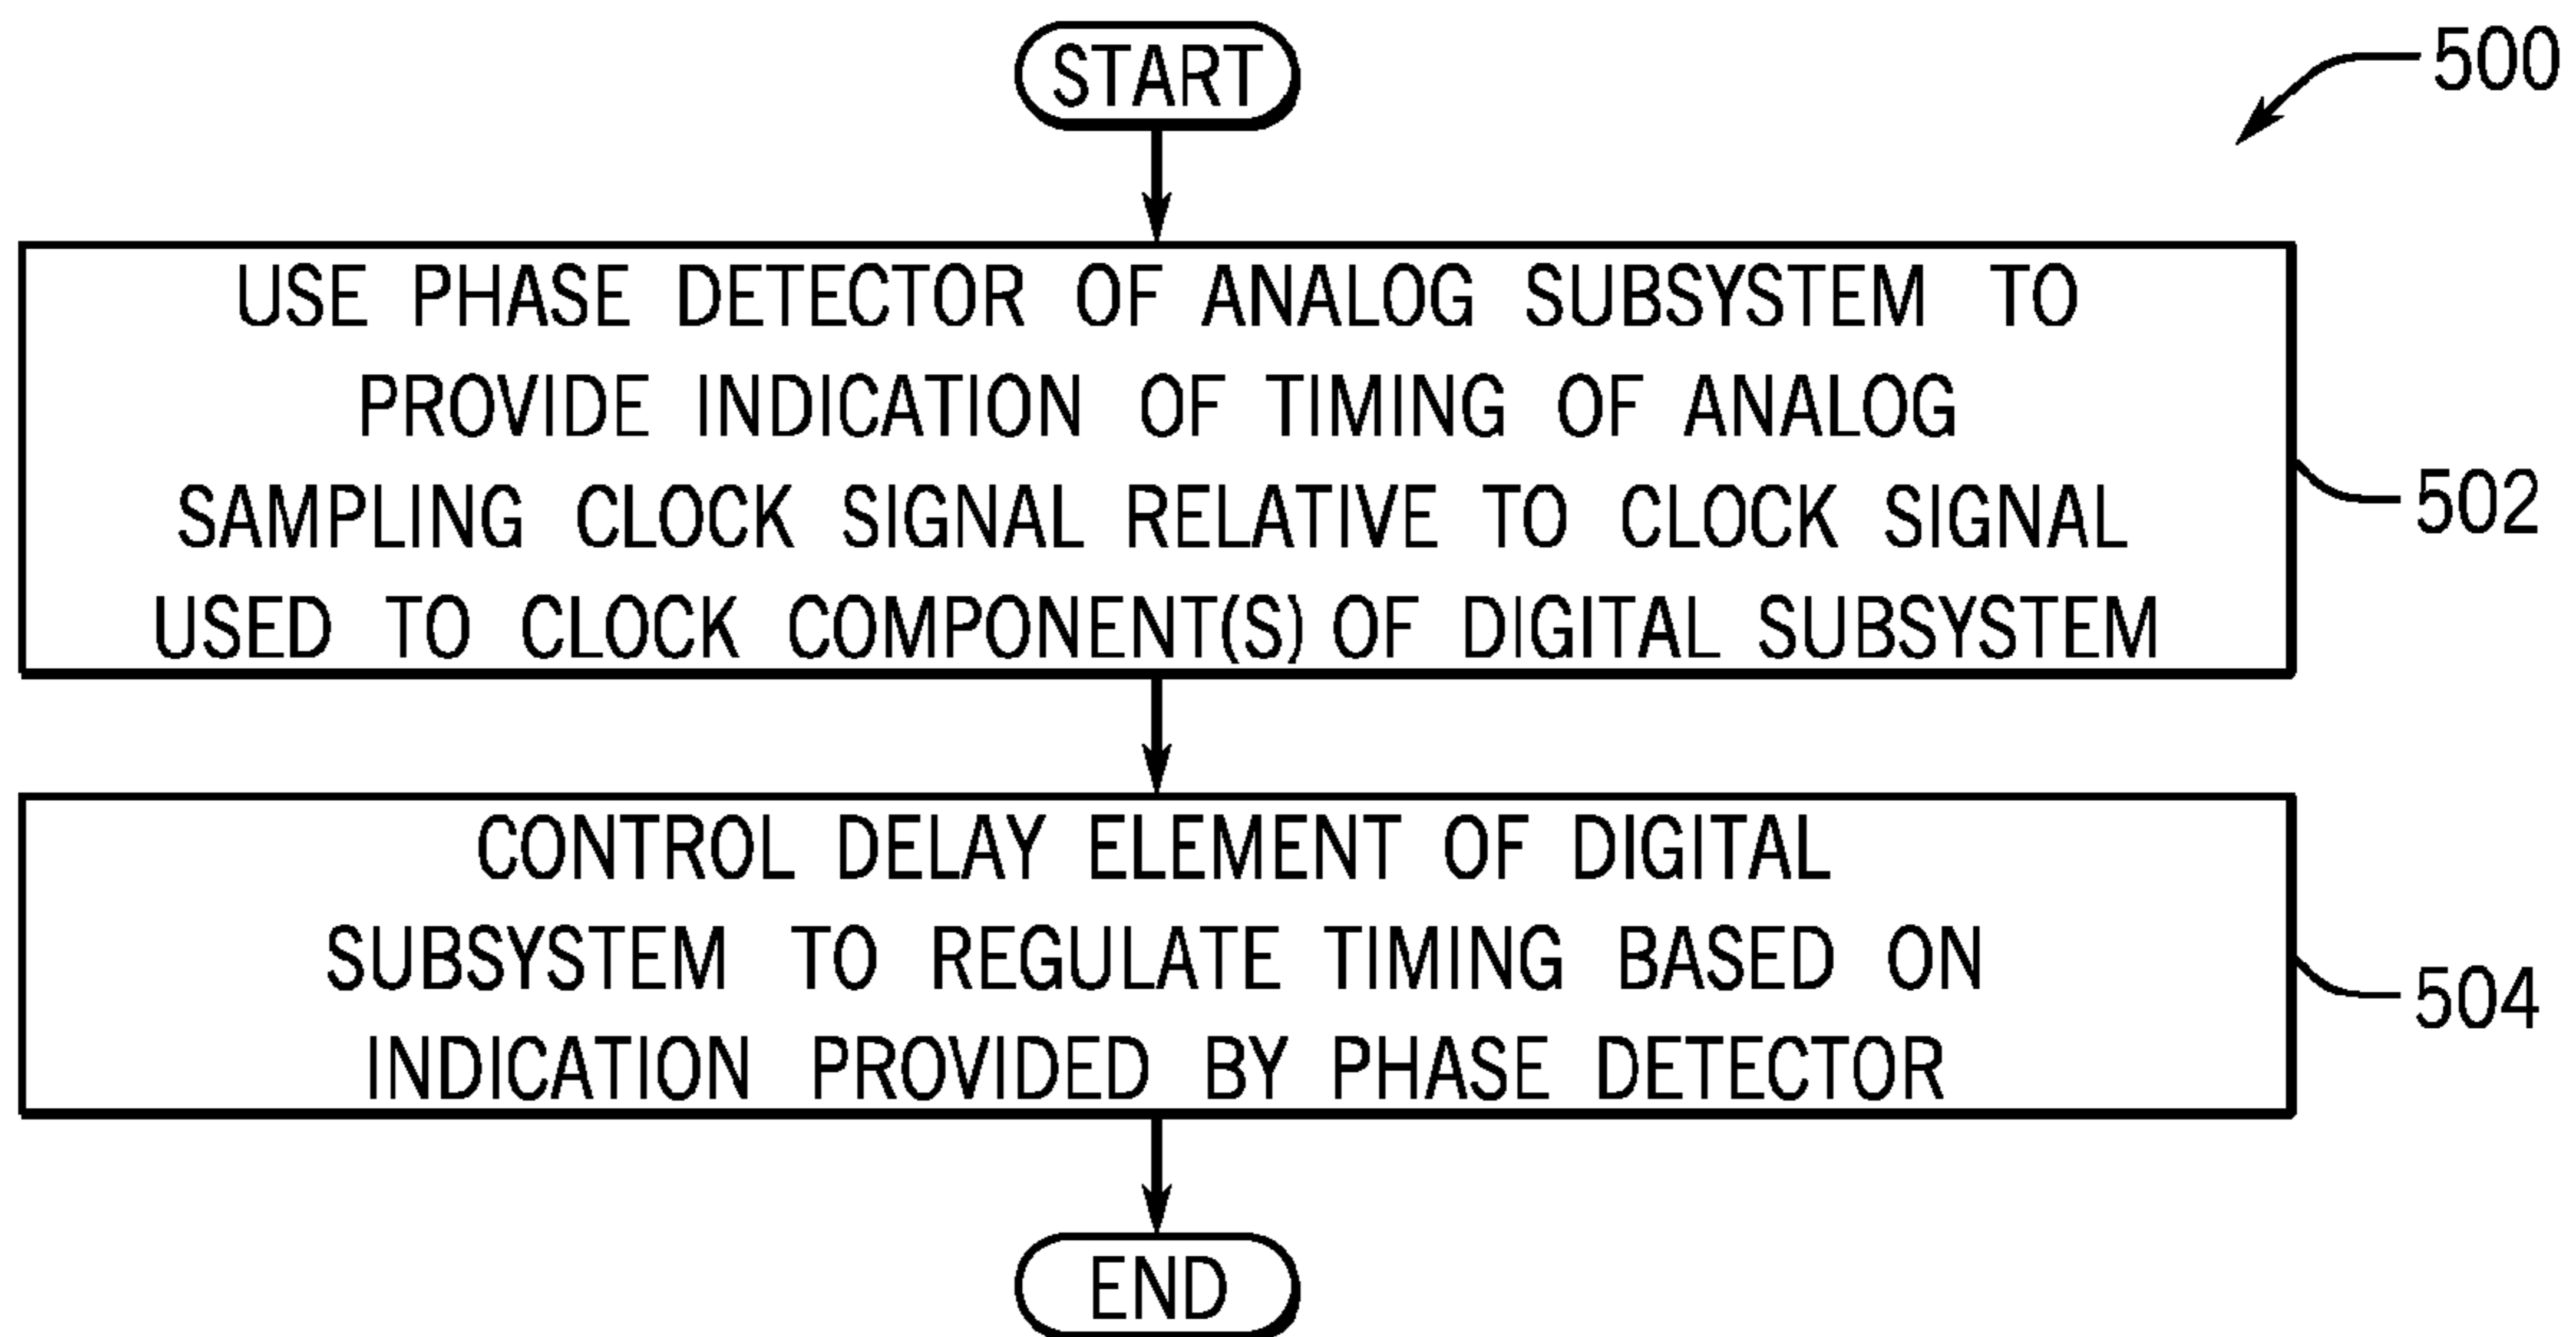 START
500
USE PHASE DETECTOR OF ANALOG SUBSYSTEM TO
PROVIDE INDICATION OF TIMING OF ANALOG
SAMPLING CLOCK SIGNAL RELATIVE TO CLOCK SIGNAL
USED TO CLOCK COMPONENT(S) OF DIGITAL SUBSYSTEM
502
CONTROL DELAY ELEMENT OF DIGITAL
SUBSYSTEM TO REGULATE TIMING BASED ON
INDICATION PROVIDED BY PHASE DETECTOR
504
END